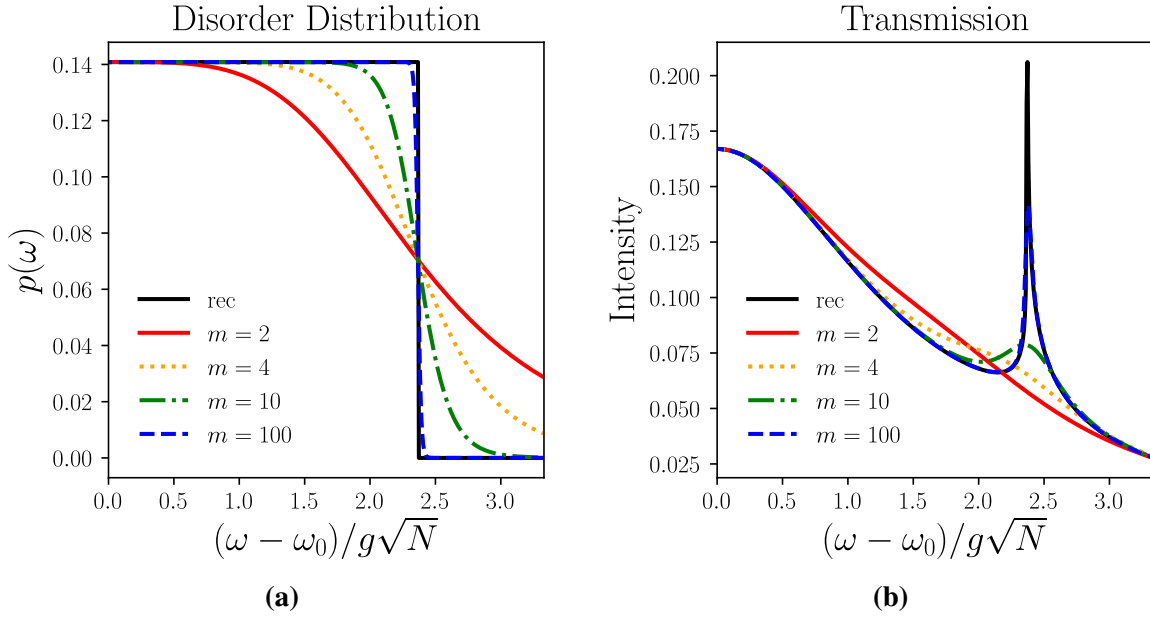 Disorder Distribution
p(ω)
0.14
0.12
0.10
0.08
0.06
0.04
0.02
0.00
rec
m = 2
m = 4
m = 10
m = 100
0.0 0.5 1.0 1.5 2.0 2.5 3.0
(ω − ω₀)/g√N
(a)
Transmission
Intensity
0.200
0.175
0.150
0.125
0.100
0.075
0.050
0.025
rec
m = 2
m = 4
m = 10
m = 100
0.0 0.5 1.0 1.5 2.0 2.5 3.0
(ω − ω₀)/g√N
(b)